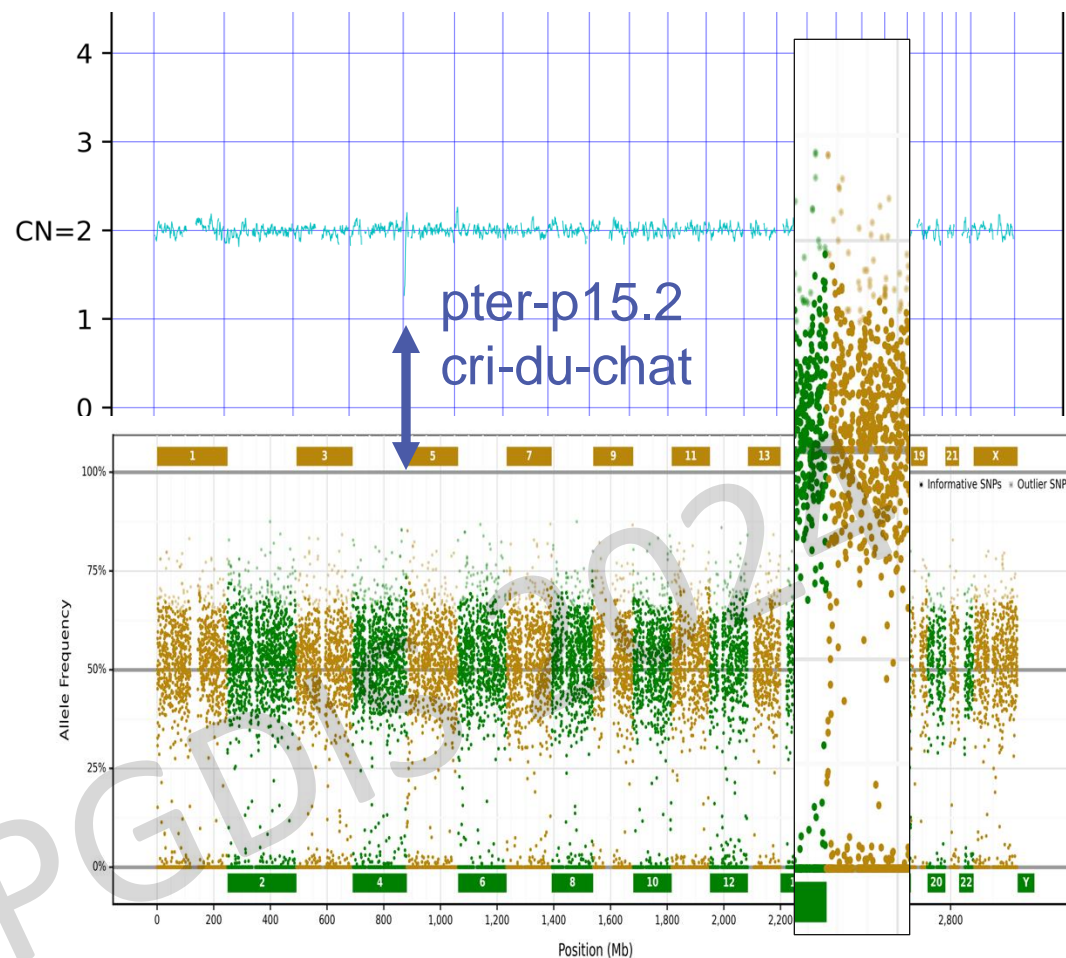 4
3
CN=2
1
0
pter-p15.2
cri-du-chat
1 3 5 7 9 11 13 19 21 X
100%
Informative SNPs Outlier SNP
75%
Allele Frequency
50%
25%
0%
2 4 6 8 10 12 20 22 Y
0 200 400 600 800 1,000 1,200 1,400 1,600 1,800 2,000 2,200 2,800
Position (Mb)
PGDIS 2024